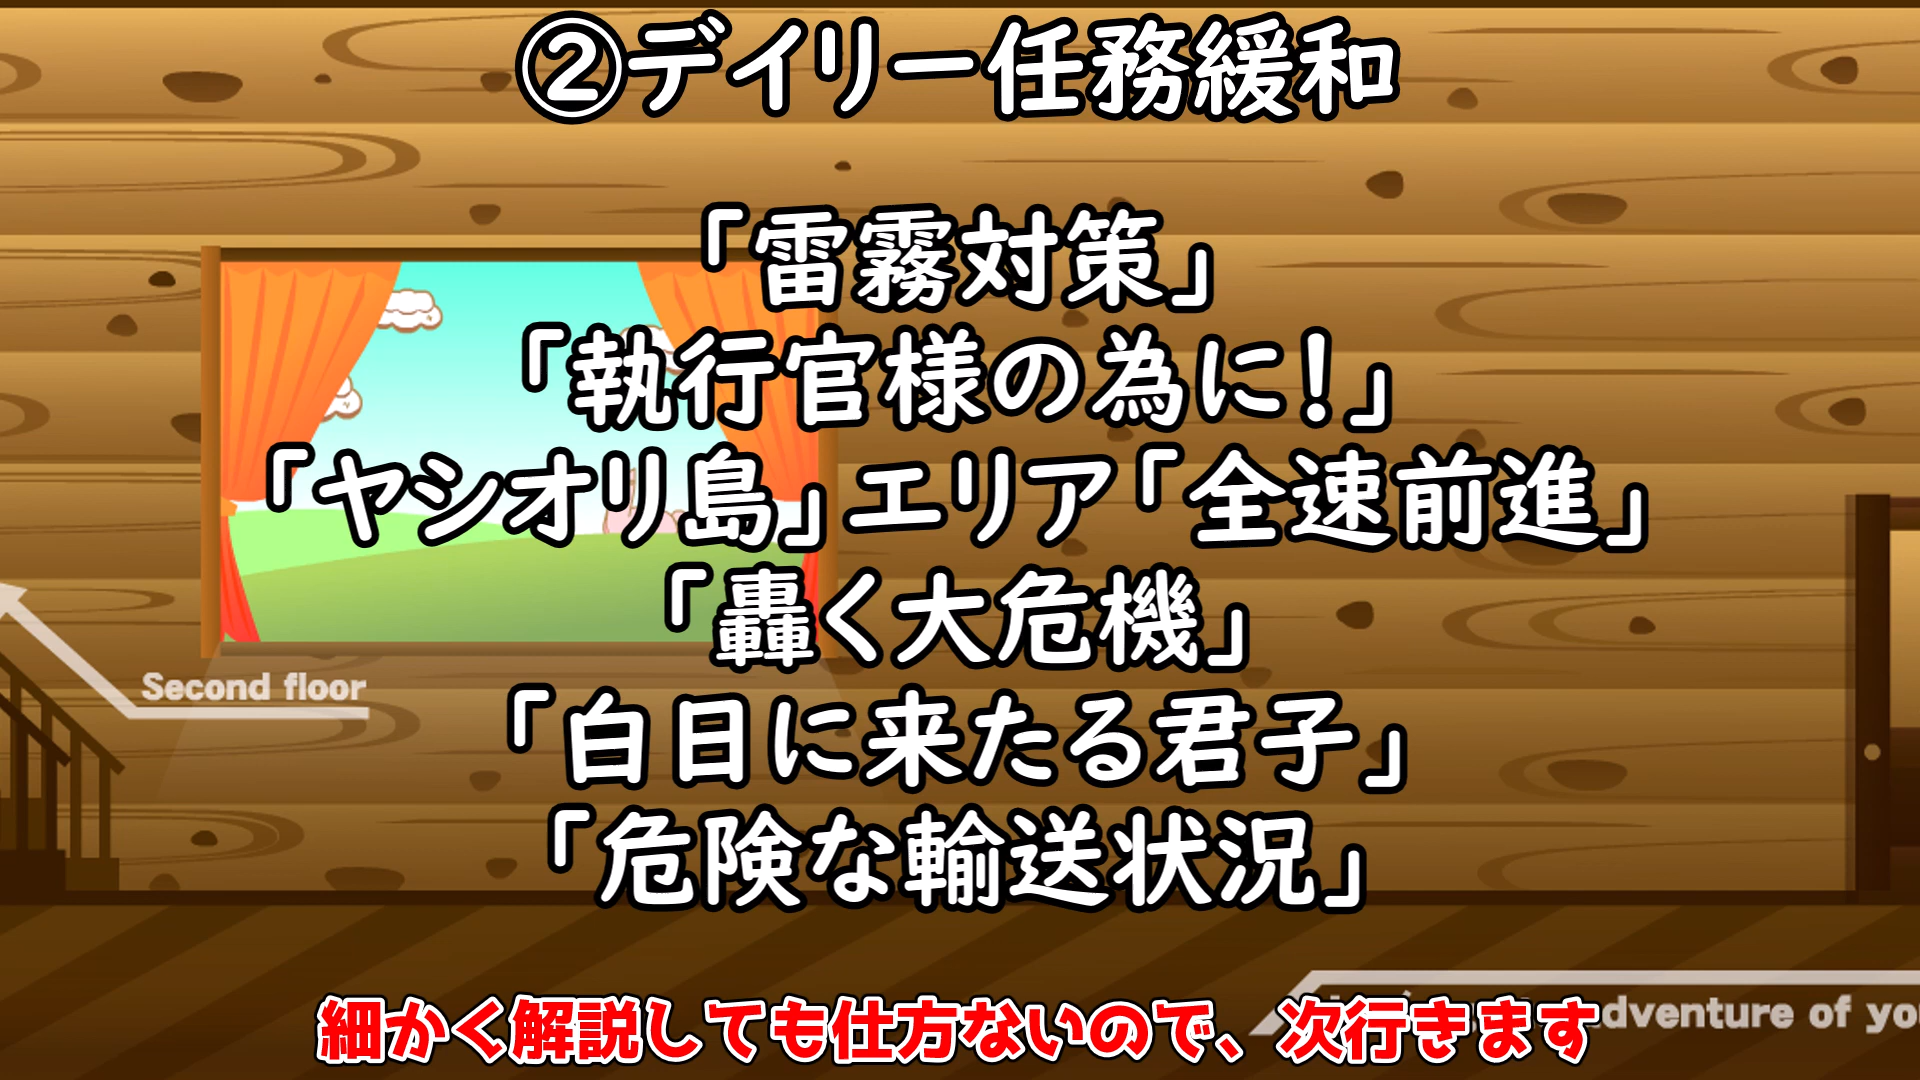 ②デイリー任務緩和
「雷霧対策」
「執行官様の為に!」
「ヤシオリ島」エリア「全速前進」
「轟く大危機」
「白日に来たる君子」
「危険な輸送状況」
Second floor
dventure of yo
細かく解説しても仕方ないので、次行きます